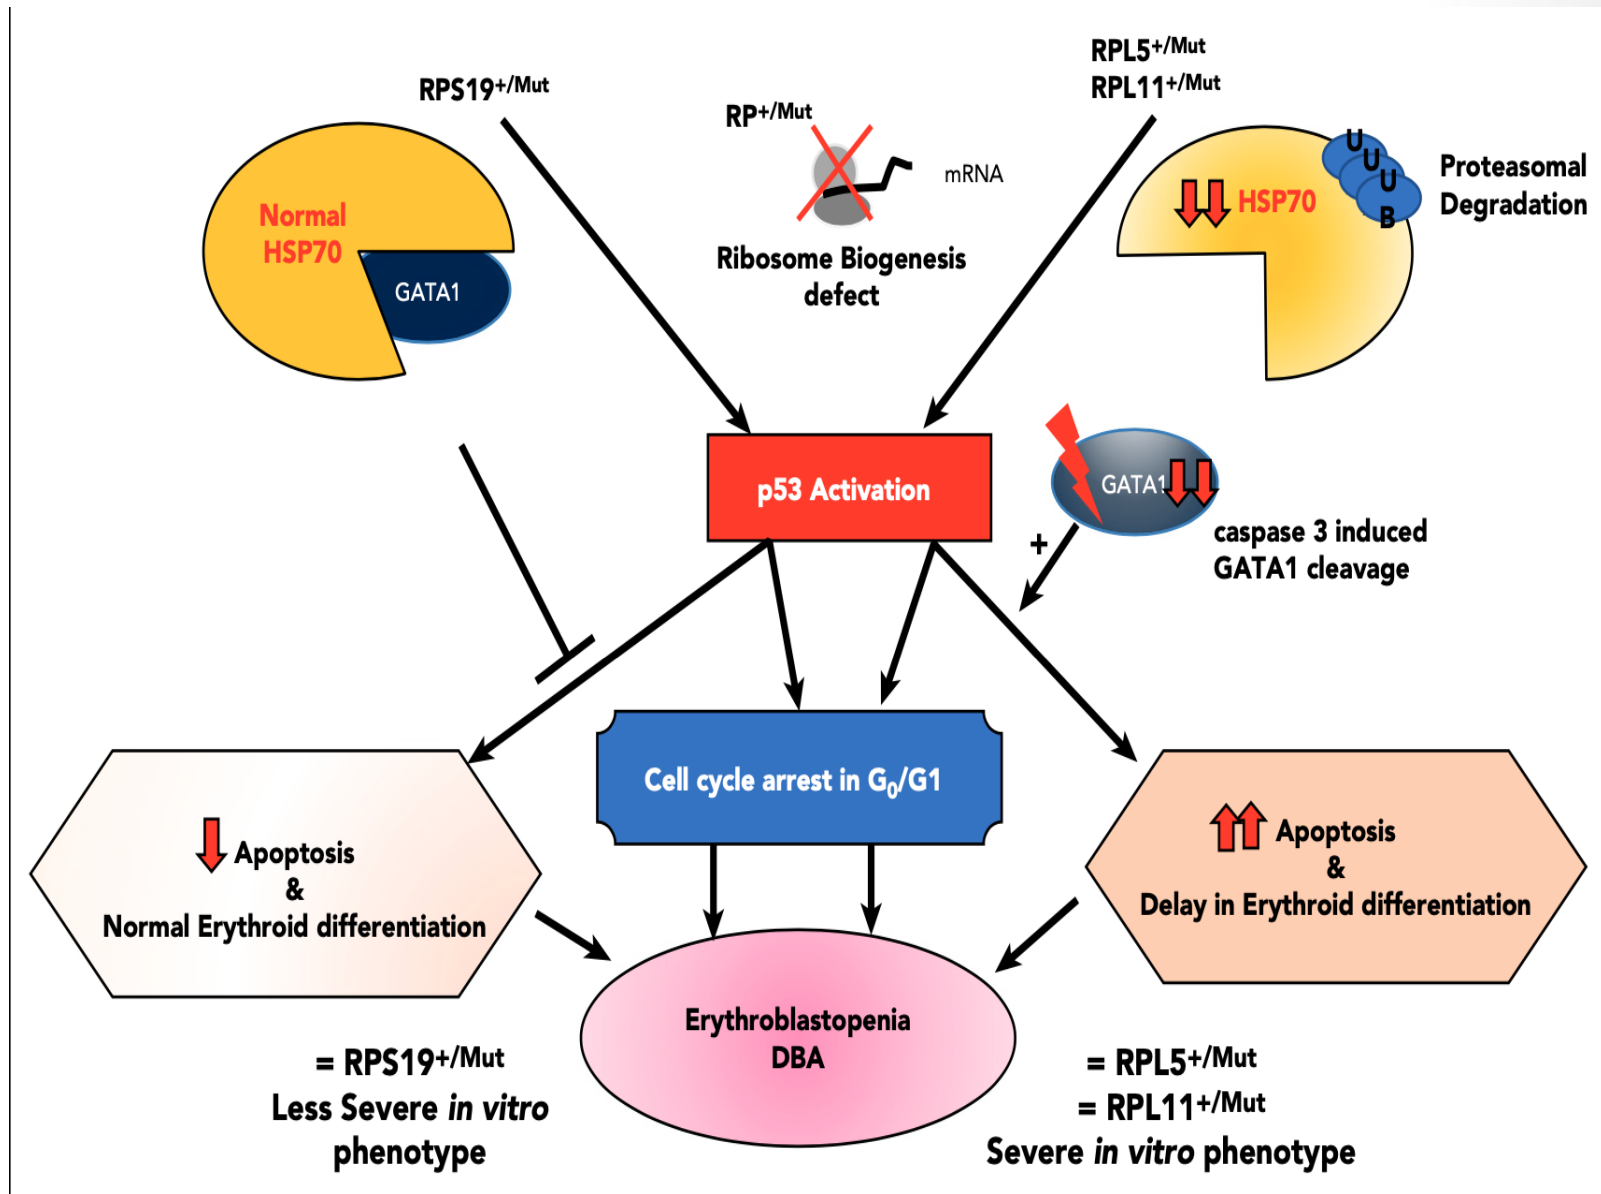 RPS19+/Mut
RP+/Mut
mRNA
Ribosome Biogenesis
defect
RPL5+/Mut
RPL11+/Mut
Normal
HSP70
GATA1
HSP70
U
U
U
B
Proteasomal
Degradation
p53 Activation
GATA1
+
caspase 3 induced
GATA1 cleavage
Cell cycle arrest in G0/G1
Apoptosis
&
Normal Erythroid differentiation
Apoptosis
&
Delay in Erythroid differentiation
Erythroblastopenia
DBA
= RPS19+/Mut
Less Severe in vitro
phenotype
= RPL5+/Mut
= RPL11+/Mut
Severe in vitro phenotype